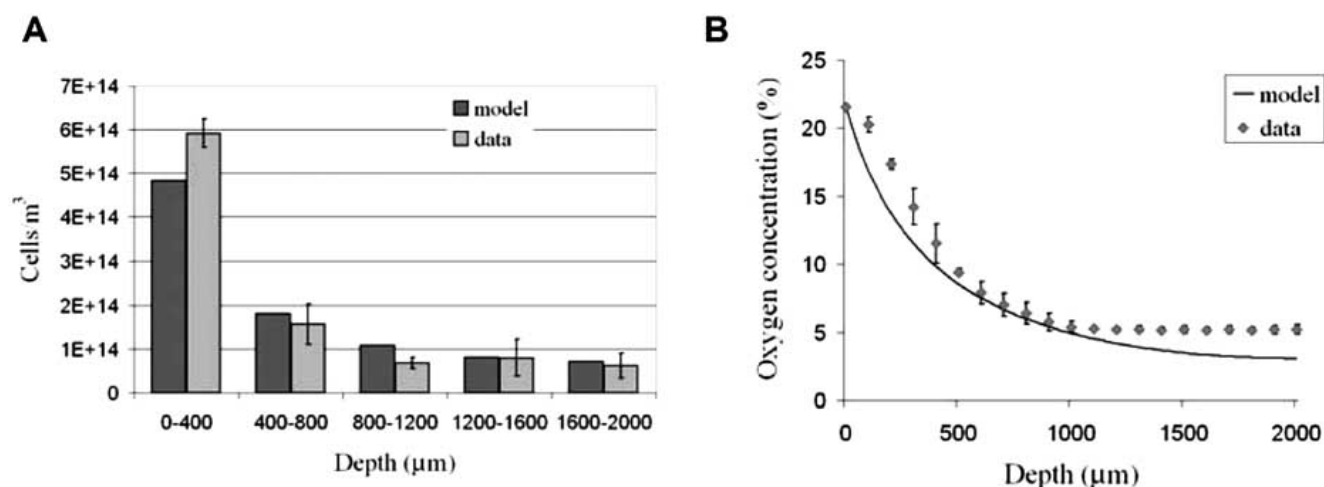 A
7E+14
6E+14
5E+14
4E+14
3E+14
2E+14
1E+14
0
Cells/m³
model
data
0-400 400-800 800-1200 1200-1600 1600-2000
Depth (µm)
B
25
20
15
10
5
0
Oxygen concentration (%)
model
data
0 500 1000 1500 2000
Depth (µm)